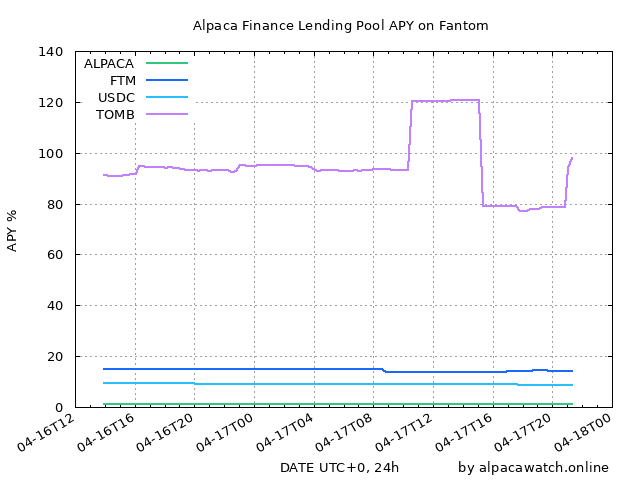 Alpaca Finance Lending Pool APY on Fantom
140
ALPACA
FTM
120
USDC
TOMB
100
80
APY %
60
40
20
0
04-16T12
04-16T16
04-16T20
04-17T00
04-17T04
04-17T08
04-17T12
04-17T16
04-17T20
04-18T00
DATE UTC+0, 24h
by alpacawatch.online